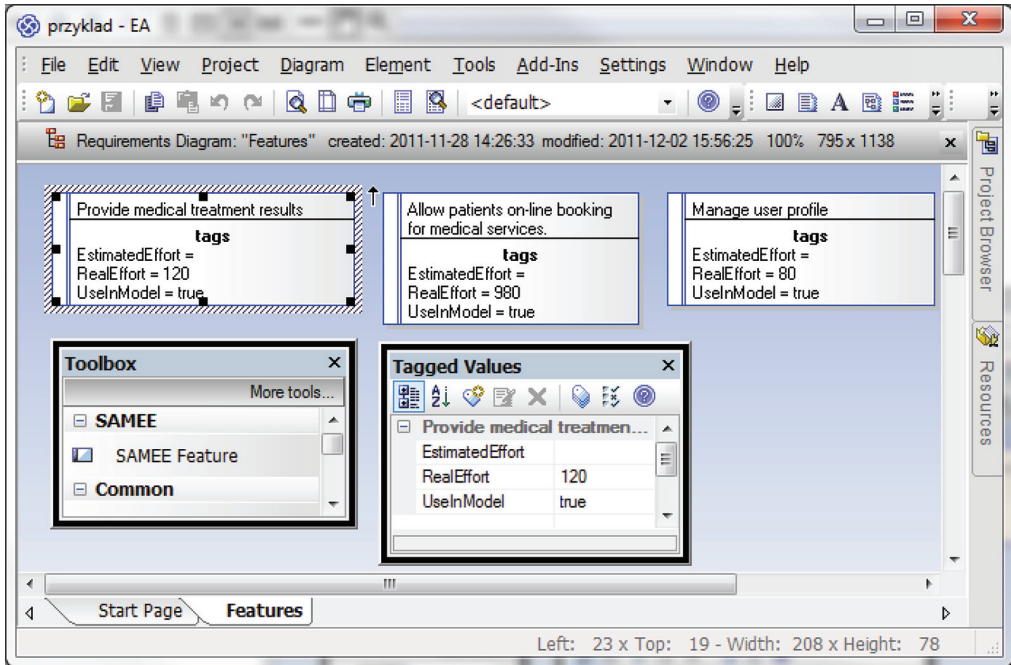 przyklad - EA
File Edit View Project Diagram Element Tools Add-Ins Settings Window Help
<default>
Requirements Diagram: "Features" created: 2011-11-28 14:26:33 modified: 2011-12-02 15:56:25 100% 795 x 1138
Provide medical treatment results
tags
EstimatedEffort =
RealEffort = 120
UseInModel = true
Allow patients on-line booking
for medical services.
tags
EstimatedEffort =
RealEffort = 980
UseInModel = true
Manage user profile
tags
EstimatedEffort =
RealEffort = 80
UseInModel = true
Project Browser
Resources
Toolbox
More tools...
SAMEE
SAMEE Feature
Common
Tagged Values
Provide medical treatmen...
EstimatedEffort
RealEffort 120
UseInModel true
Start Page Features
Left: 23 x Top: 19 - Width: 208 x Height: 78